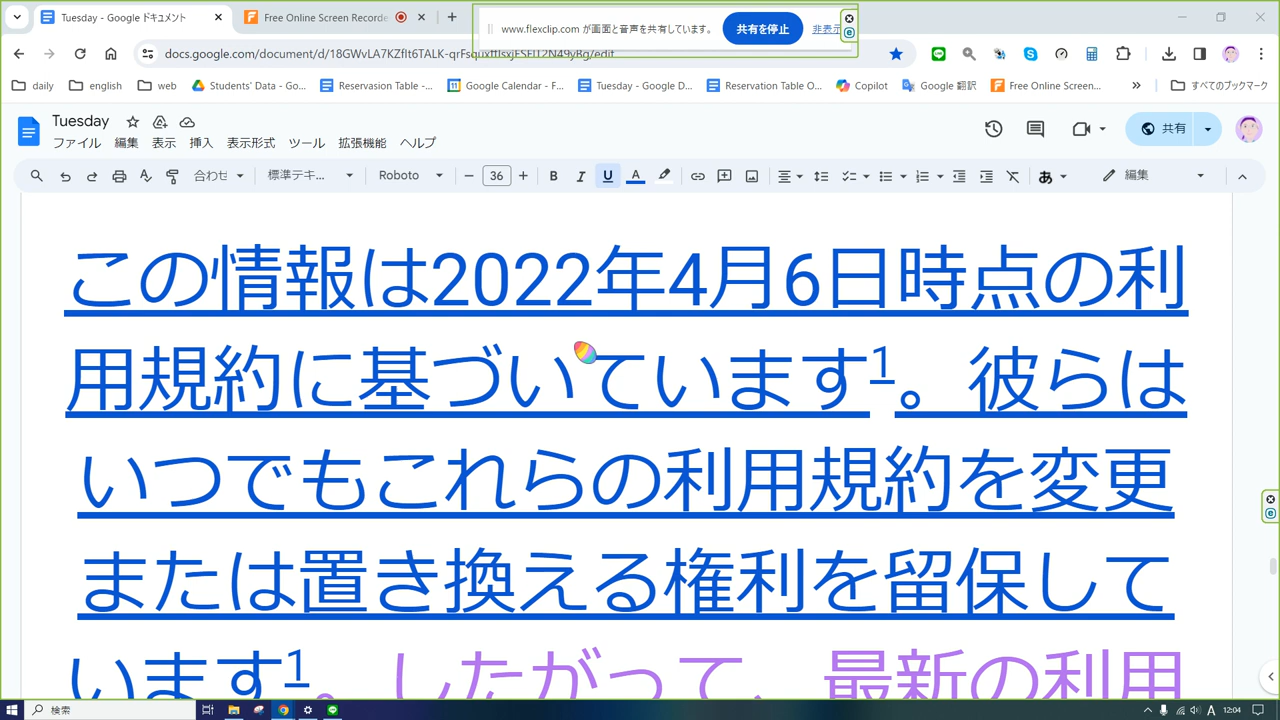 Tuesday - Google ドキュメント
Free Online Screen Recorde
www.flexclip.com が画面と音声を共有しています。
共有を停止
非表示
daily
english
web
Students' Data - Go...
Reservasion Table -...
Google Calendar - F...
Tuesday - Google D...
Reservation Table O...
Copilot
Google 翻訳
Free Online Screen...
すべてのブックマーク
Tuesday
ファイル 編集 表示 挿入 表示形式 ツール 拡張機能 ヘルプ
共有
合わせ
標準テキ...
Roboto
36
編集
この情報は2022年4月6日時点の利
用規約に基づいています1。彼らは
いつでもこれらの利用規約を変更
または置き換える権利を留保して
います1。したがって、最新の利用
検索
A 12:04